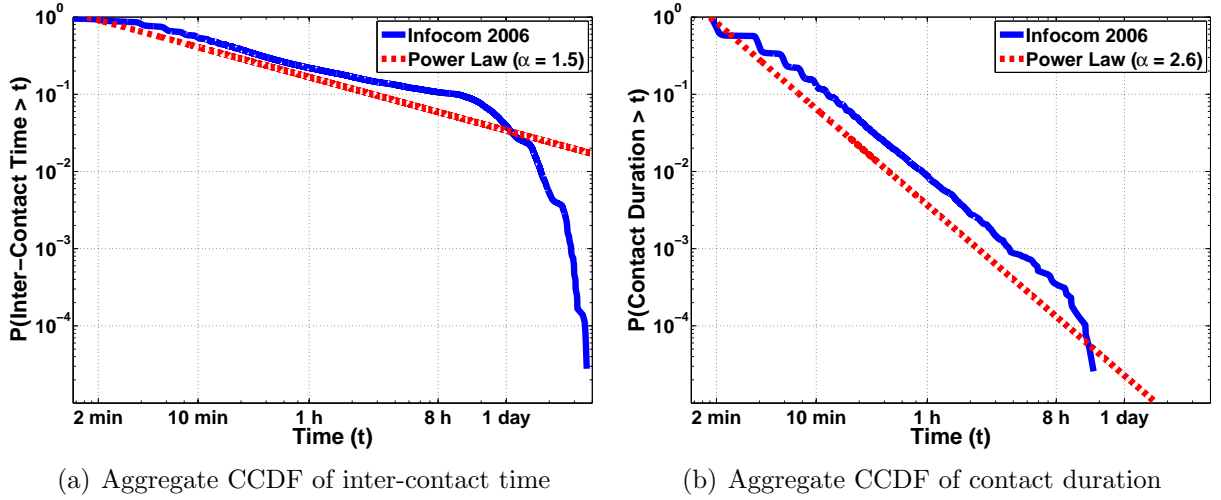 10^0
10^-1
10^-2
10^-3
10^-4
P(Inter−Contact Time > t)
Infocom 2006
Power Law (α = 1.5)
2 min 10 min 1 h 8 h 1 day
Time (t)
(a) Aggregate CCDF of inter-contact time
10^0
10^-1
10^-2
10^-3
10^-4
P(Contact Duration > t)
Infocom 2006
Power Law (α = 2.6)
2 min 10 min 1 h 8 h 1 day
Time (t)
(b) Aggregate CCDF of contact duration